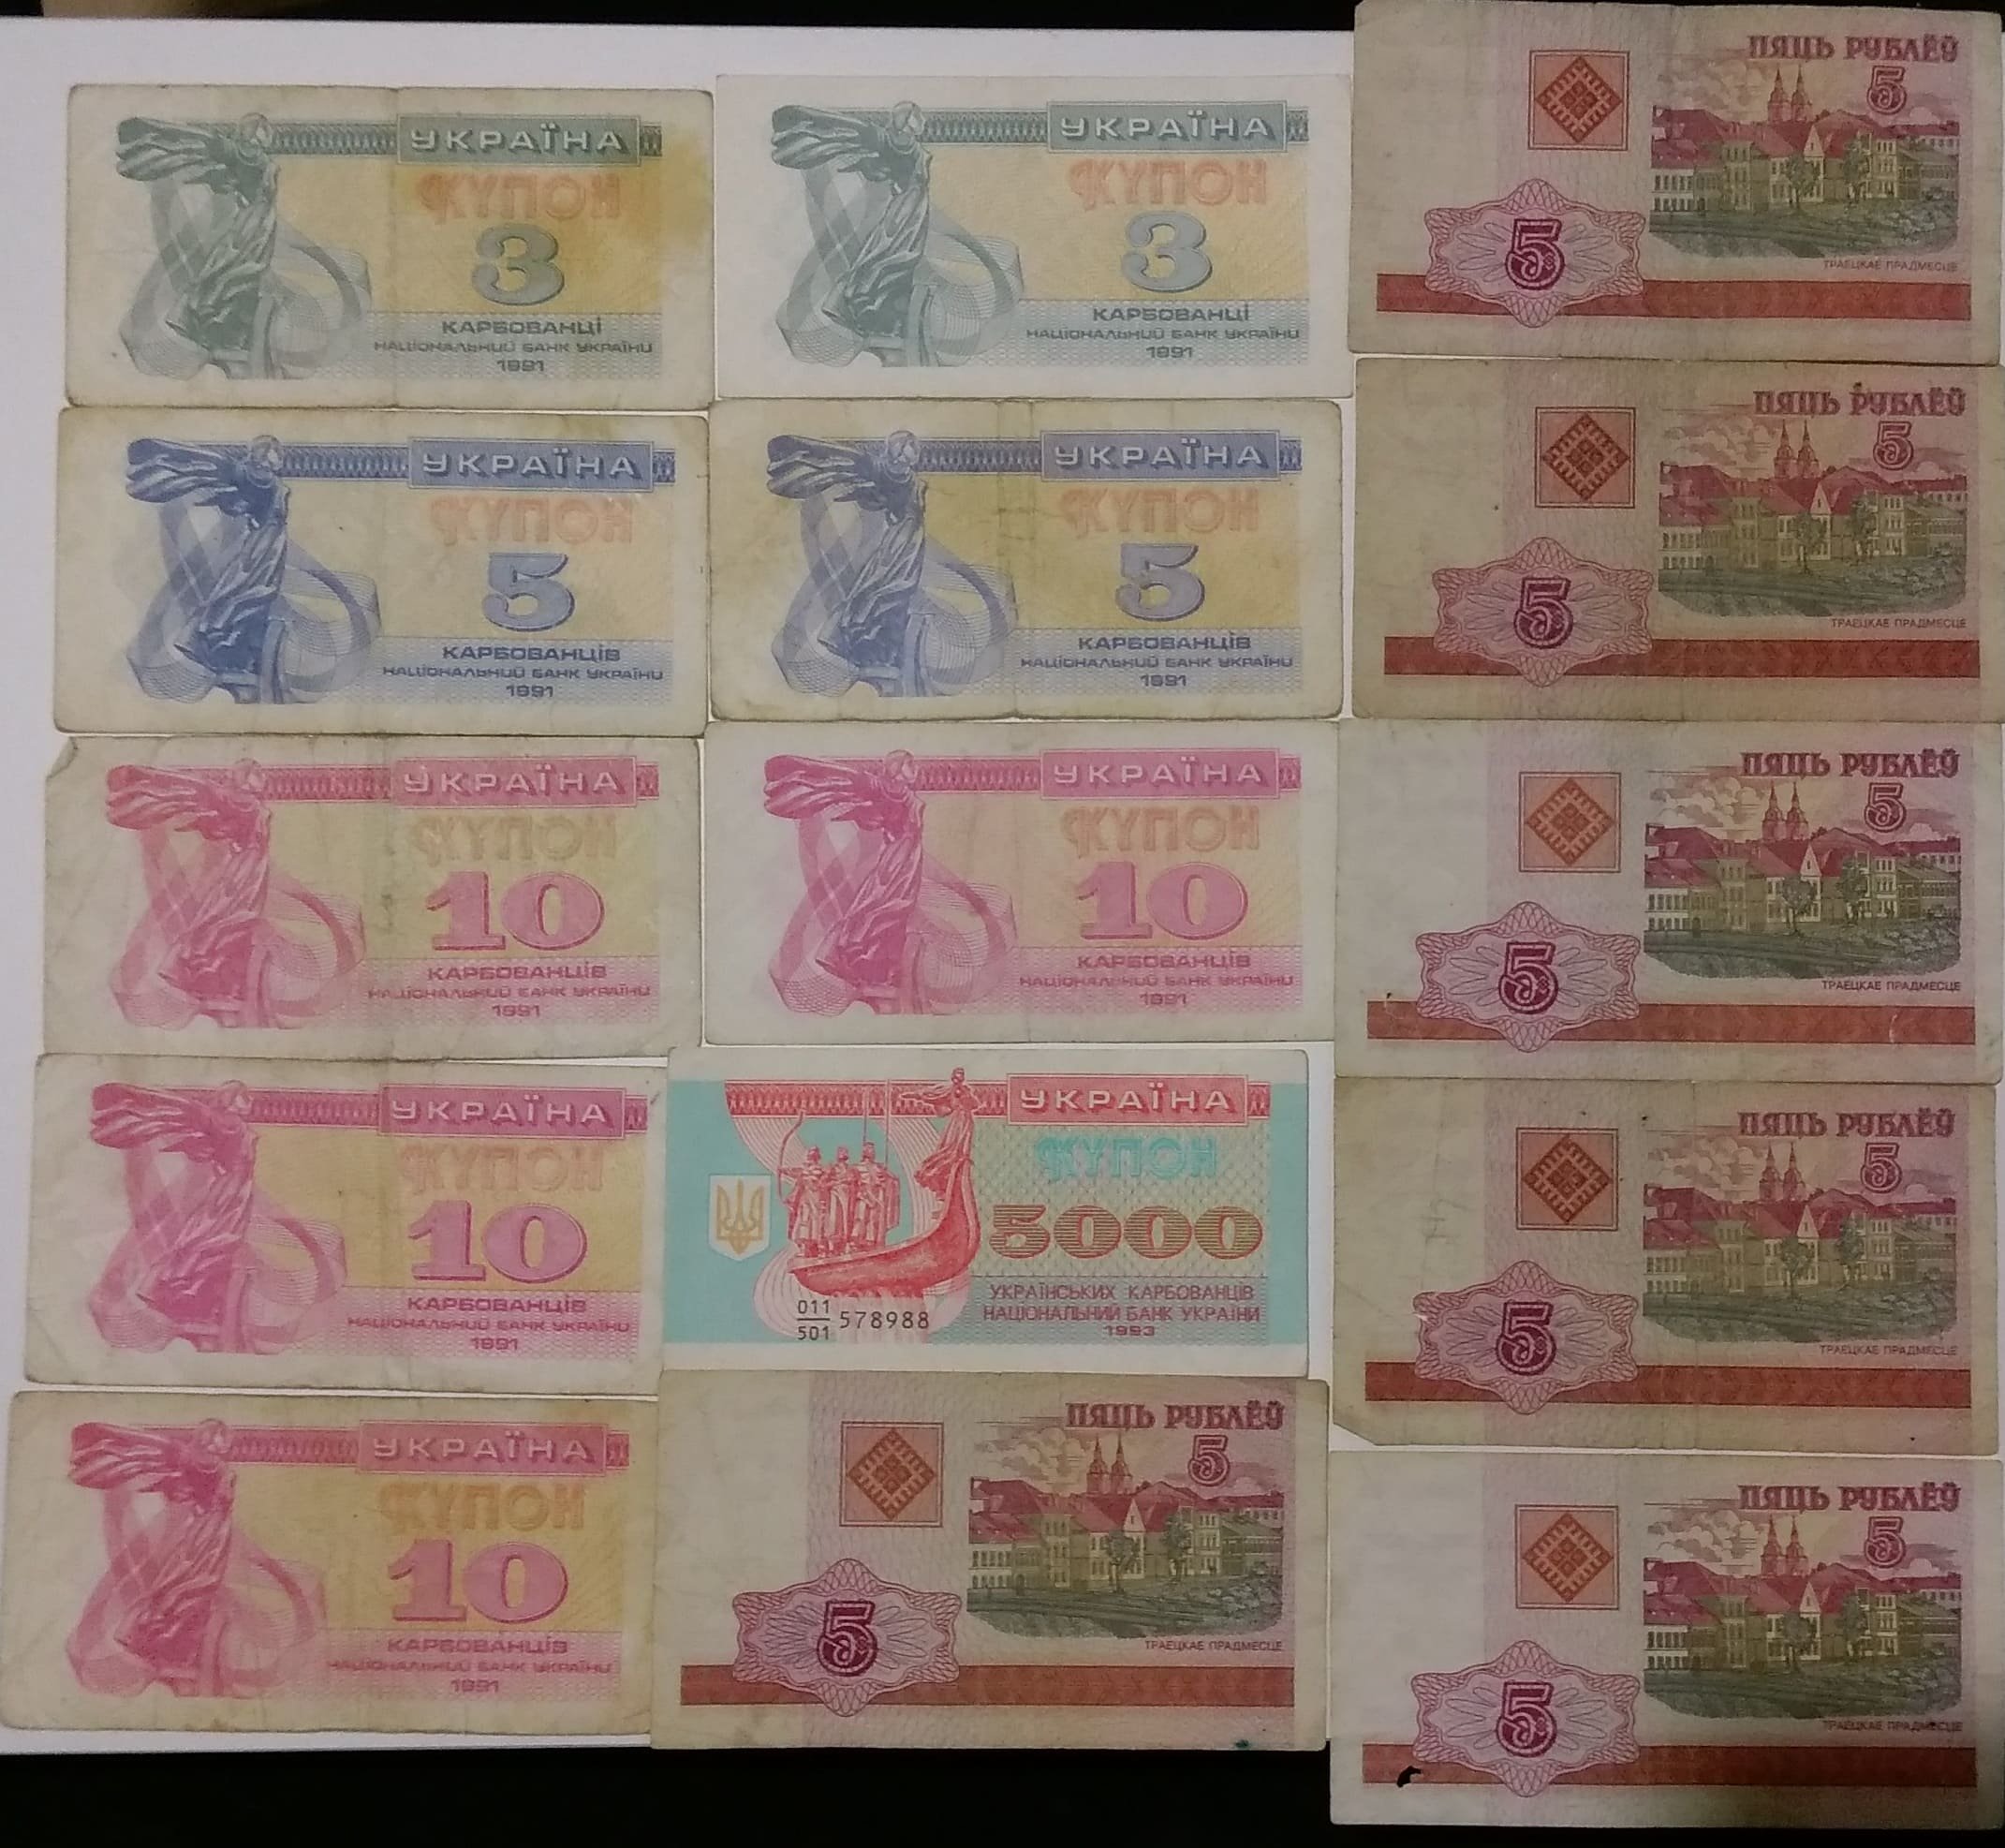 УКРАЇНА
КУПОН
3
КАРБОВАНЦІ
НАЦІОНАЛЬНИЙ БАНК УКРАЇНИ
1991
УКРАЇНА
КУПОН
3
КАРБОВАНЦІ
НАЦІОНАЛЬНИЙ БАНК УКРАЇНИ
1991
ПЯЦЬ РУБЛЁЎ
5
5
ТРАЕЦКАЕ ПРАДМЕСЦЕ
УКРАЇНА
КУПОН
5
КАРБОВАНЦІВ
НАЦІОНАЛЬНИЙ БАНК УКРАЇНИ
1991
УКРАЇНА
КУПОН
5
КАРБОВАНЦІВ
НАЦІОНАЛЬНИЙ БАНК УКРАЇНИ
1991
ПЯЦЬ РУБЛЁЎ
5
5
ТРАЕЦКАЕ ПРАДМЕСЦЕ
УКРАЇНА
КУПОН
10
КАРБОВАНЦІВ
НАЦІОНАЛЬНИЙ БАНК УКРАЇНИ
1991
УКРАЇНА
КУПОН
10
КАРБОВАНЦІВ
НАЦІОНАЛЬНИЙ БАНК УКРАЇНИ
1991
ПЯЦЬ РУБЛЁЎ
5
5
ТРАЕЦКАЕ ПРАДМЕСЦЕ
УКРАЇНА
КУПОН
10
КАРБОВАНЦІВ
НАЦІОНАЛЬНИЙ БАНК УКРАЇНИ
1991
УКРАЇНА
КУПОН
5000
УКРАЇНСЬКИХ КАРБОВАНЦІВ
НАЦІОНАЛЬНИЙ БАНК УКРАЇНИ
1993
011
501 578988
ПЯЦЬ РУБЛЁЎ
5
5
ТРАЕЦКАЕ ПРАДМЕСЦЕ
УКРАЇНА
КУПОН
10
КАРБОВАНЦІВ
НАЦІОНАЛЬНИЙ БАНК УКРАЇНИ
1991
ПЯЦЬ РУБЛЁЎ
5
5
ТРАЕЦКАЕ ПРАДМЕСЦЕ
ПЯЦЬ РУБЛЁЎ
5
5
ТРАЕЦКАЕ ПРАДМЕСЦЕ